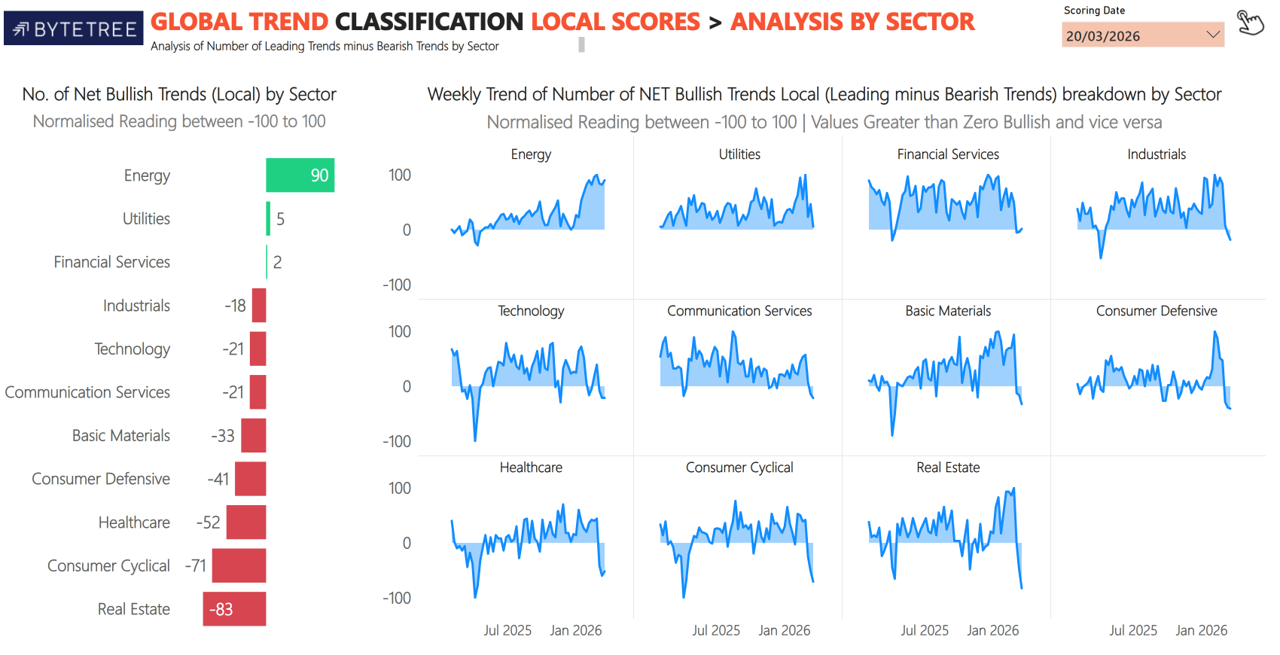 BYTETREE
GLOBAL TREND CLASSIFICATION LOCAL SCORES > ANALYSIS BY SECTOR
Analysis of Number of Leading Trends minus Bearish Trends by Sector
Scoring Date
20/03/2026
No. of Net Bullish Trends (Local) by Sector
Normalised Reading between -100 to 100
Energy 90
Utilities 5
Financial Services 2
Industrials -18
Technology -21
Communication Services -21
Basic Materials -33
Consumer Defensive -41
Healthcare -52
Consumer Cyclical -71
Real Estate -83
Weekly Trend of Number of NET Bullish Trends Local (Leading minus Bearish Trends) breakdown by Sector
Normalised Reading between -100 to 100 | Values Greater than Zero Bullish and vice versa
Energy Utilities Financial Services Industrials
100
0
-100
Technology Communication Services Basic Materials Consumer Defensive
100
0
-100
Healthcare Consumer Cyclical Real Estate
100
0
-100
Jul 2025 Jan 2026 Jul 2025 Jan 2026 Jul 2025 Jan 2026 Jul 2025 Jan 2026